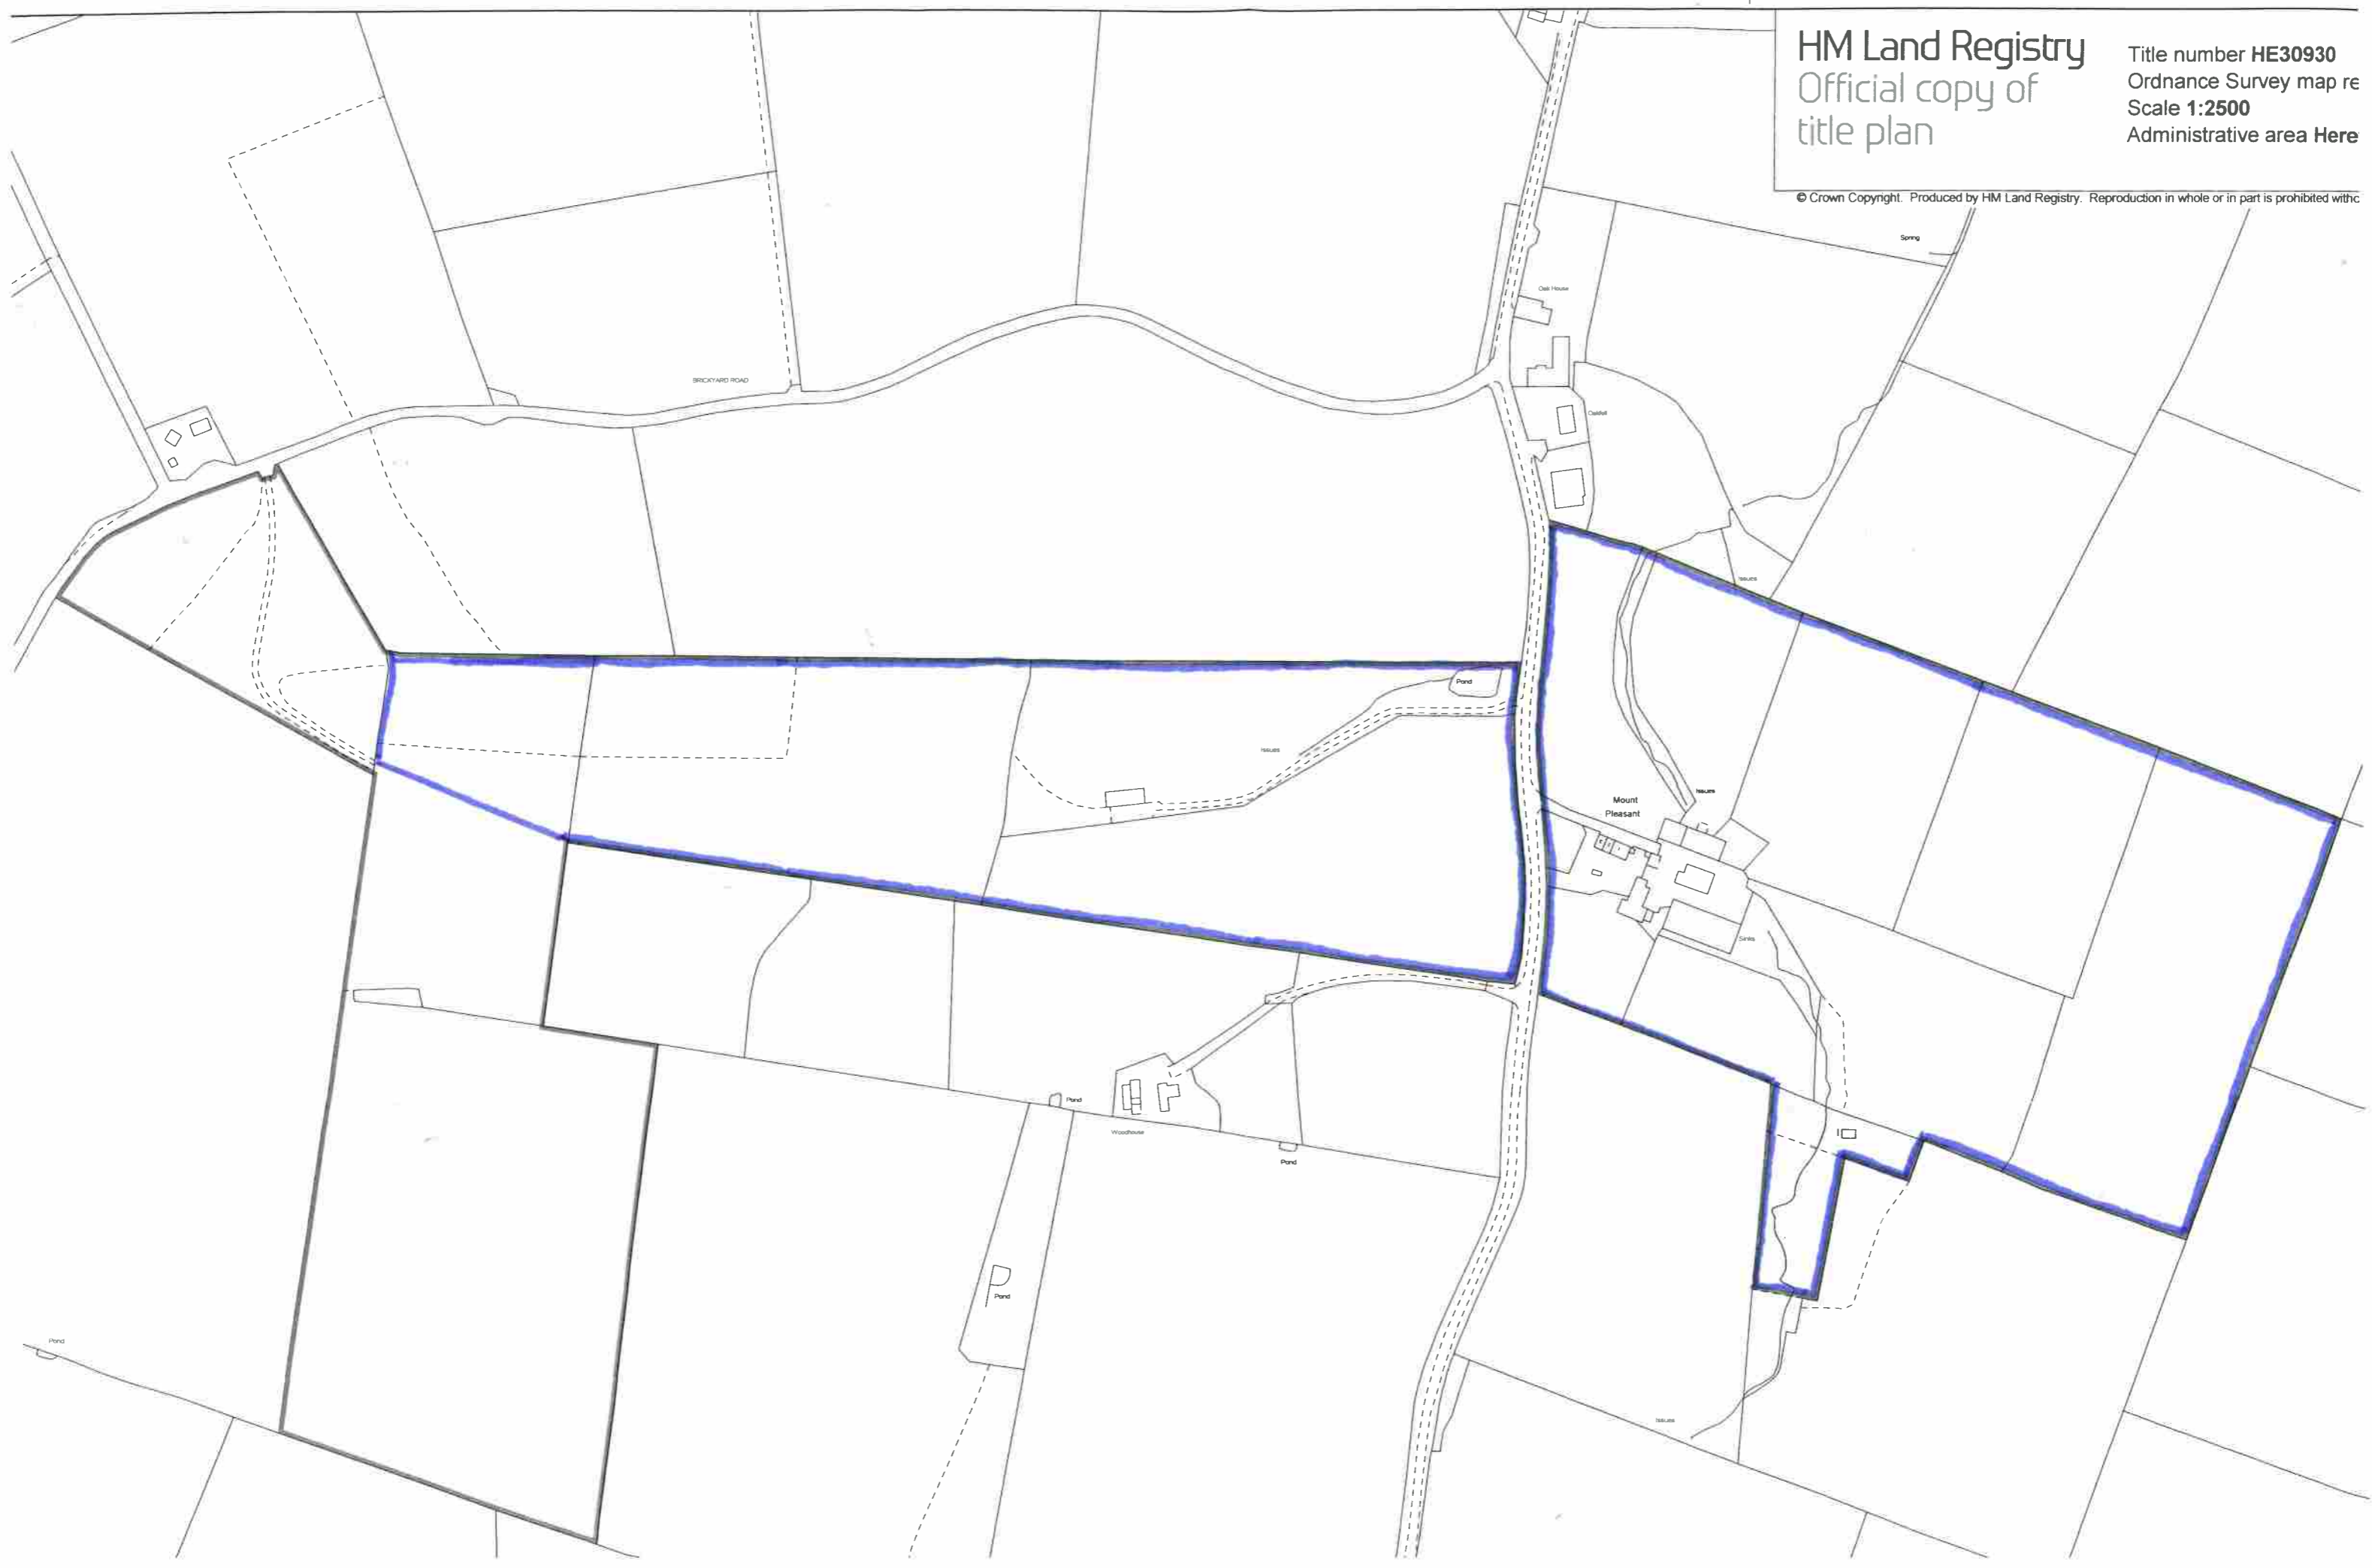 HM Land Registry
Official copy of
title plan
Title number HE30930
Ordnance Survey map re
Scale 1:2500
Administrative area Here
© Crown Copyright. Produced by HM Land Registry. Reproduction in whole or in part is prohibited withc
Spring
Oak House
BRICKYARD ROAD
Oakhill
Issues
Pond
Issues
Issues
Mount
Pleasant
Sinks
Pond
Woodhouse
Pond
Pond
Pond
Issues